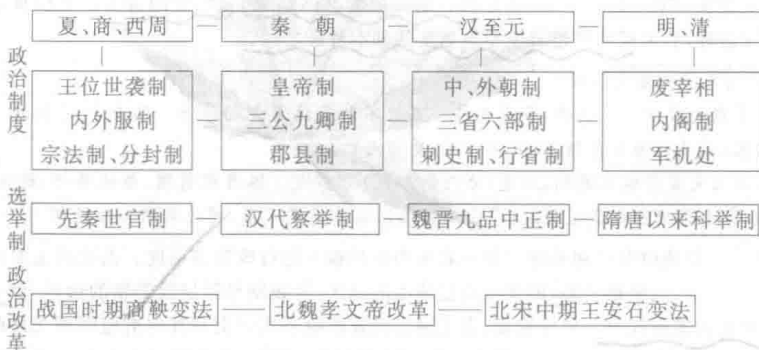 夏、商、西周 秦 朝 汉至元 明、清
政治制度
王位世袭制 皇帝制 中、外朝制 废宰相
内外服制 三公九卿制 三省六部制 内阁制
宗法制、分封制 郡县制 刺史制、行省制 军机处
选举制
先秦世官制 汉代察举制 魏晋九品中正制 隋唐以来科举制
政治改革
战国时期商鞅变法 北魏孝文帝改革 北宋中期王安石变法